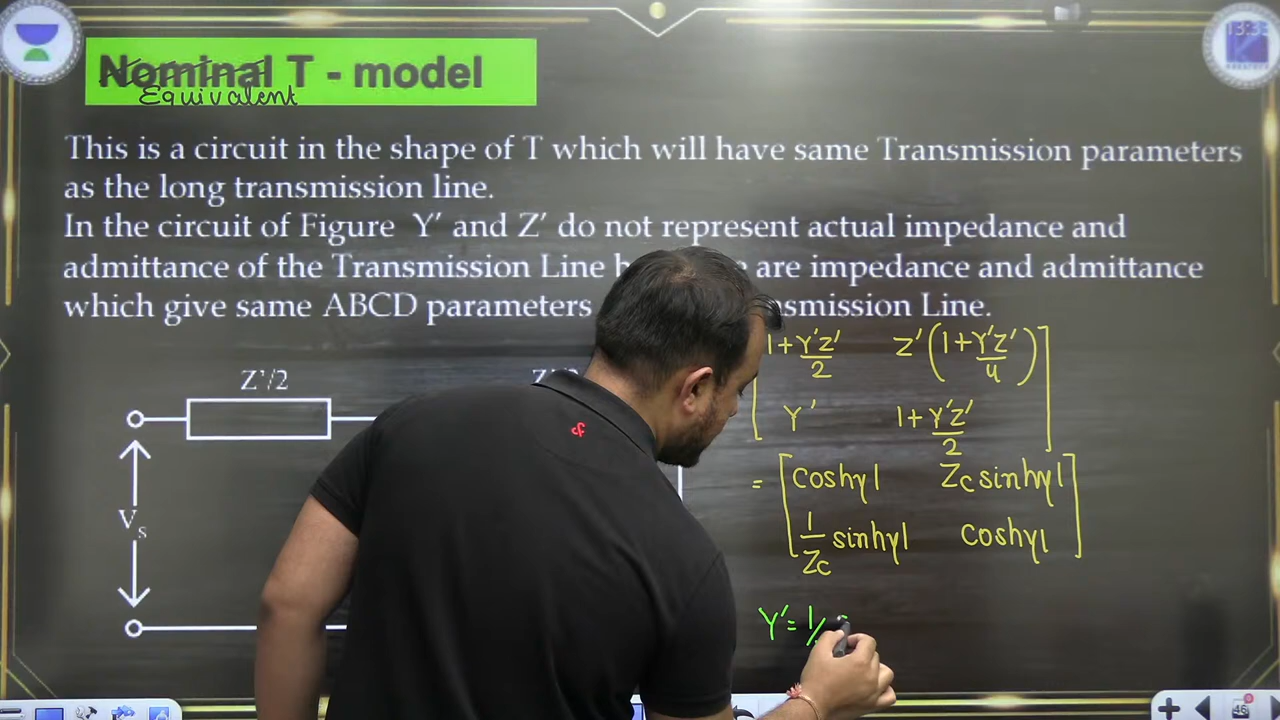 Nominal T - model
Equivalent
This is a circuit in the shape of T which will have same Transmission parameters
as the long transmission line.
In the circuit of Figure Y′ and Z′ do not represent actual impedance and
admittance of the Transmission Line are impedance and admittance
which give same ABCD parameters Line.
1+Y'Z'/2 Z'(1+Y'Z'/4)
Y' 1+Y'Z'/2
= [coshγl Zc sinhγl]
[1/Zc sinhγl coshγl]
Z'/2
Vs
Y'= 1/
13:35
46